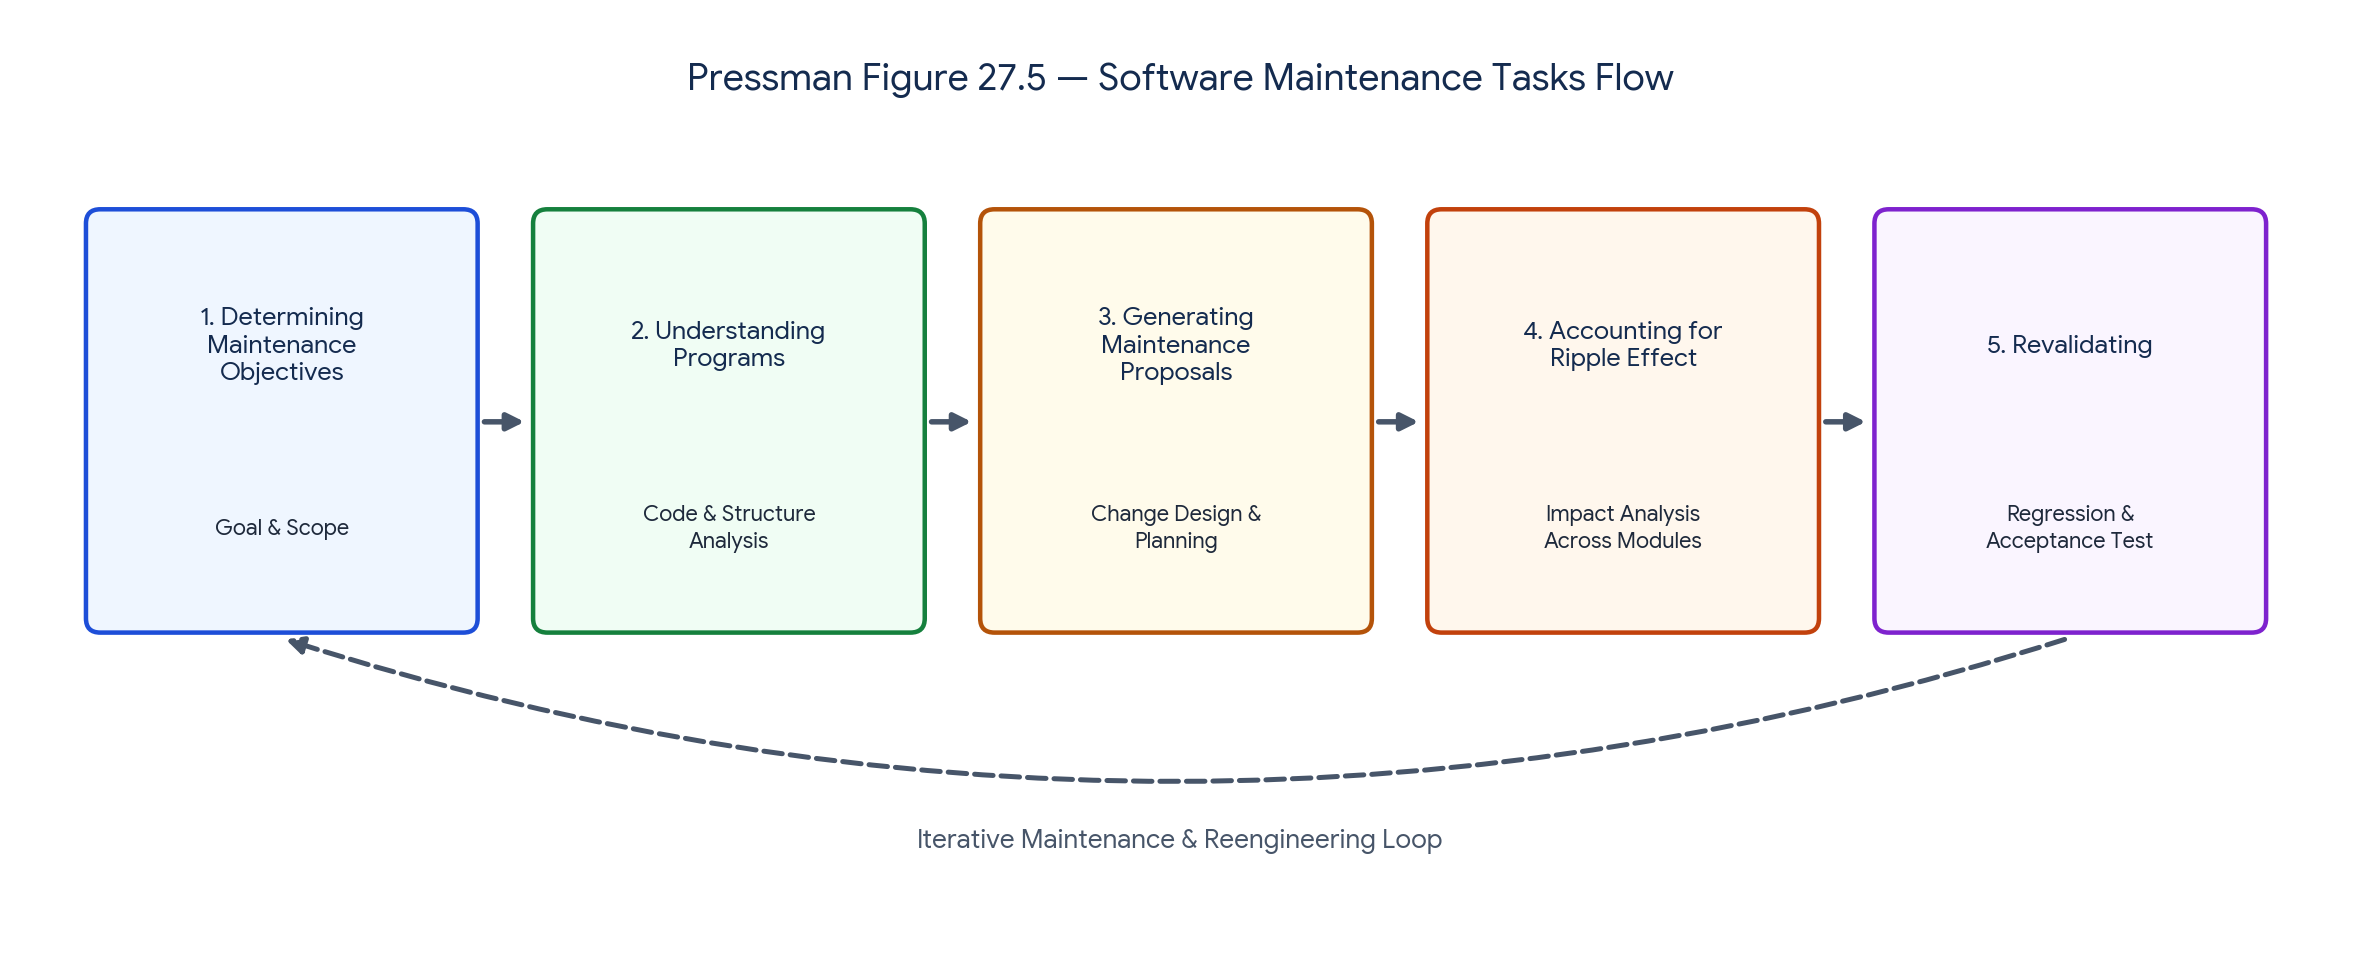 Pressman Figure 27.5 — Software Maintenance Tasks Flow
1. Determining
Maintenance
Objectives
Goal & Scope
2. Understanding
Programs
Code & Structure
Analysis
3. Generating
Maintenance
Proposals
Change Design &
Planning
4. Accounting for
Ripple Effect
Impact Analysis
Across Modules
5. Revalidating
Regression &
Acceptance Test
Iterative Maintenance & Reengineering Loop